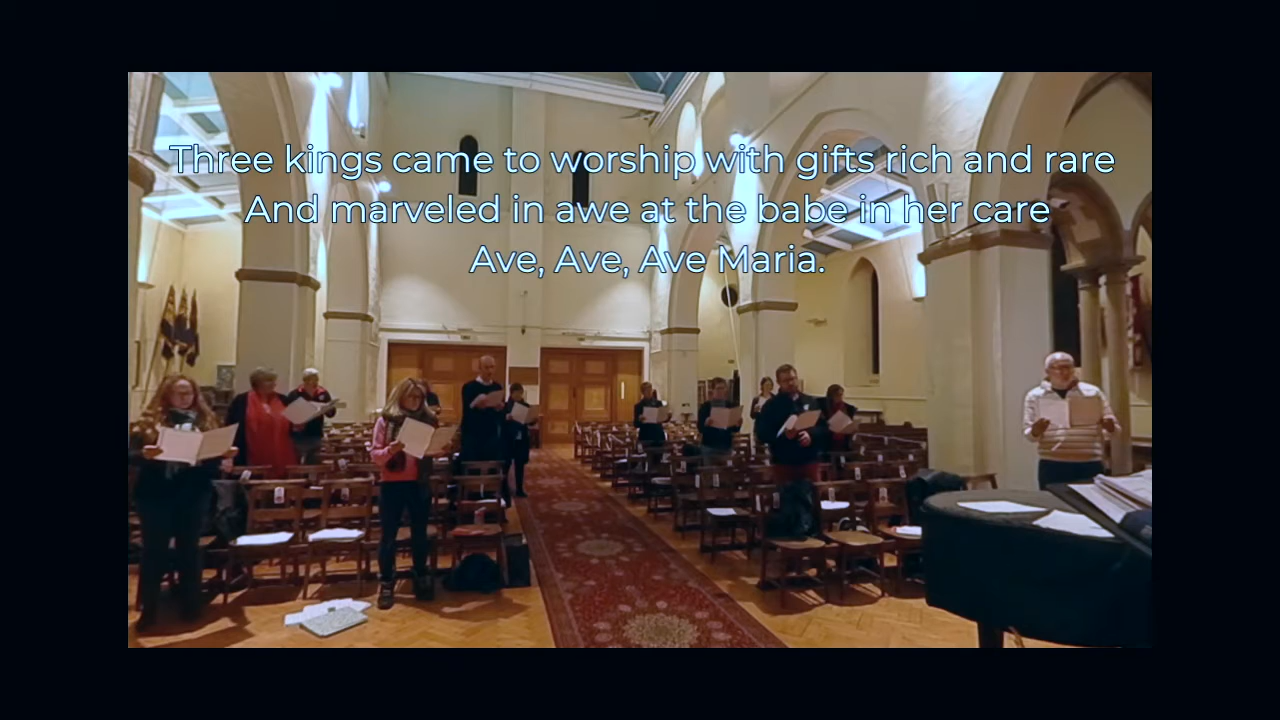 Three kings came to worship with gifts rich and rare
And marveled in awe at the babe in her care
Ave, Ave, Ave Maria.